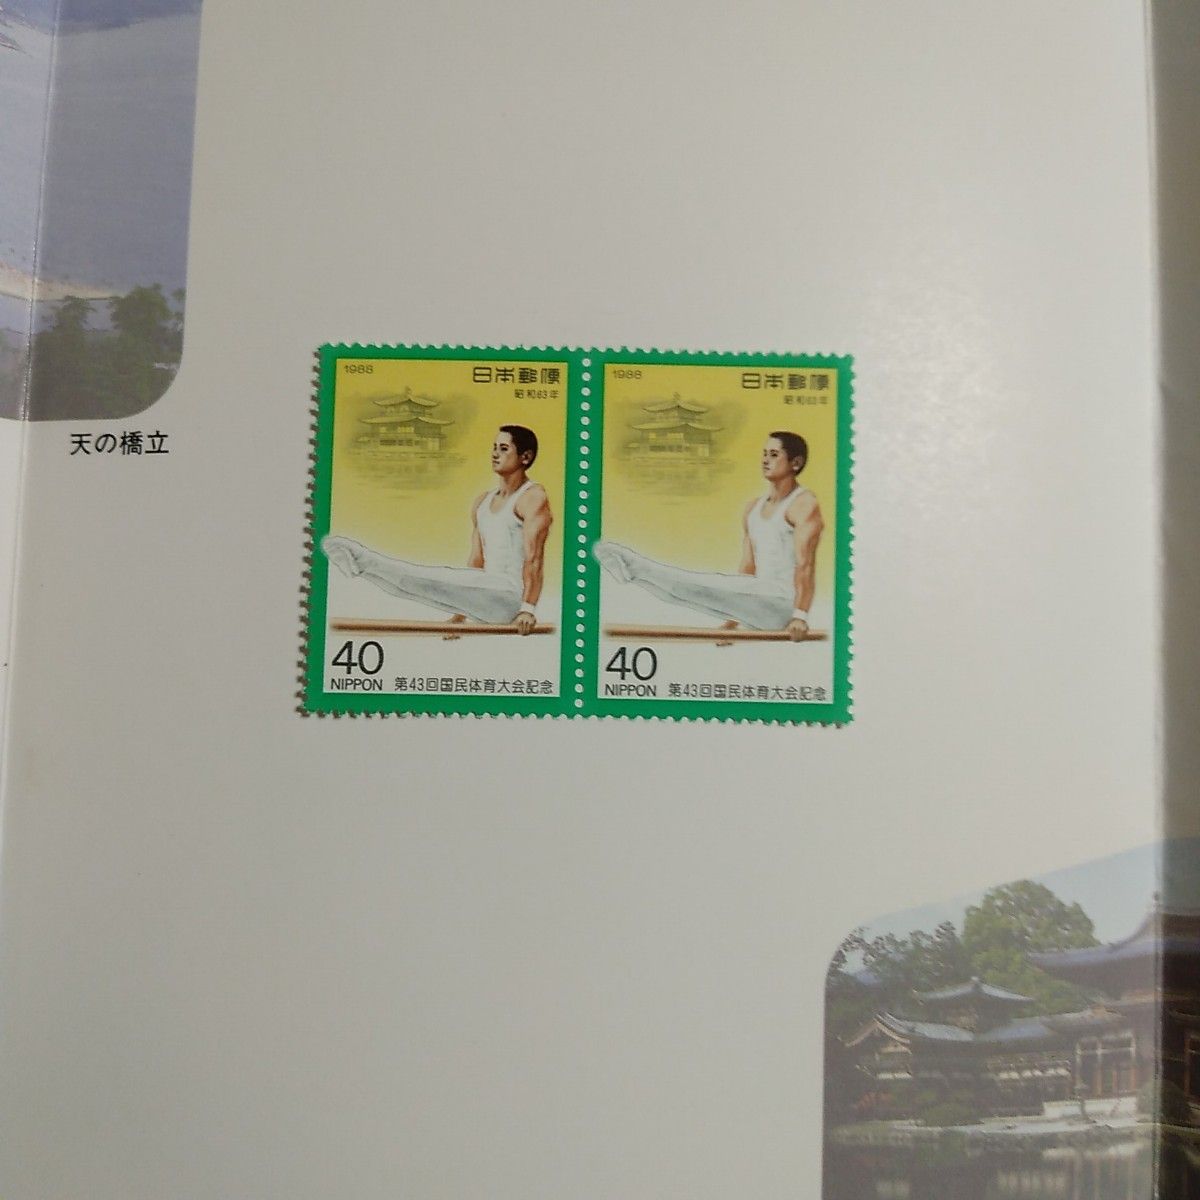 天の橋立
1988
日本郵便
昭和63年
40
NIPPON
第43回国民体育大会記念
1988
日本郵便
昭和63年
40
NIPPON
第43回国民体育大会記念